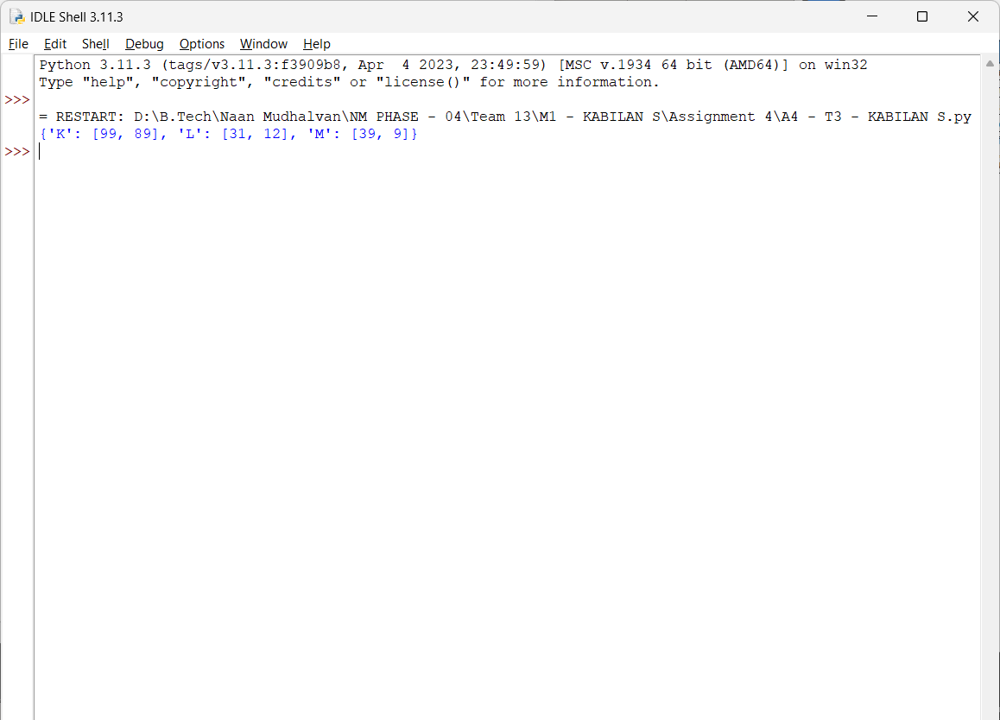 IDLE Shell 3.11.3
File Edit Shell Debug Options Window Help
Python 3.11.3 (tags/v3.11.3:f3909b8, Apr  4 2023, 23:49:59) [MSC v.1934 64 bit (AMD64)] on win32
Type "help", "copyright", "credits" or "license()" for more information.
>>>
= RESTART: D:\B.Tech\Naan Mudhalvan\NM PHASE - 04\Team 13\M1 - KABILAN S\Assignment 4\A4 - T3 - KABILAN S.py
{'K': [99, 89], 'L': [31, 12], 'M': [39, 9]}
>>>